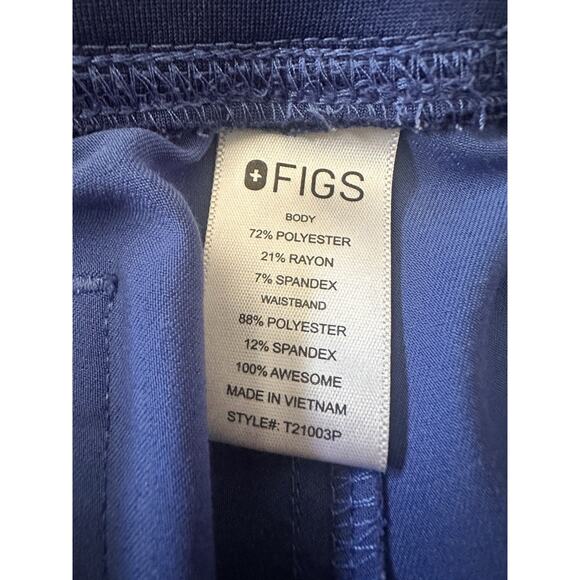 FIGS
BODY
72% POLYESTER
21% RAYON
7% SPANDEX
WAISTBAND
88% POLYESTER
12% SPANDEX
100% AWESOME
MADE IN VIETNAM
STYLE#: T21003P